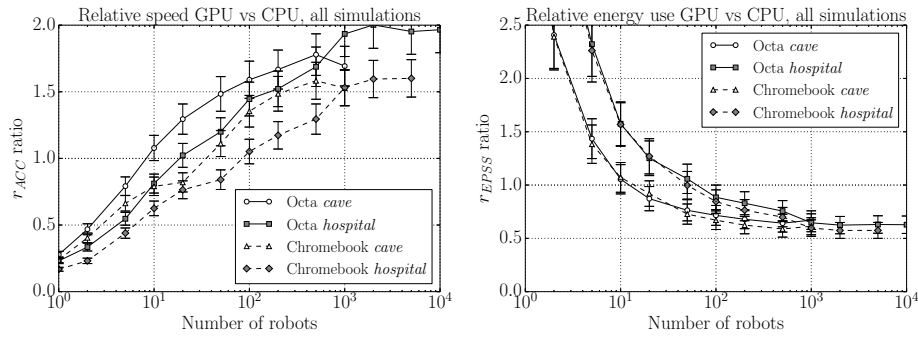 Relative speed GPU vs CPU, all simulations
2.0
1.5
1.0
0.5
0.0
r_ACC ratio
10^0
10^1
10^2
10^3
10^4
Number of robots
Octa cave
Octa hospital
Chromebook cave
Chromebook hospital
Relative energy use GPU vs CPU, all simulations
2.5
2.0
1.5
1.0
0.5
0.0
r_EPSS ratio
10^0
10^1
10^2
10^3
10^4
Number of robots
Octa cave
Octa hospital
Chromebook cave
Chromebook hospital